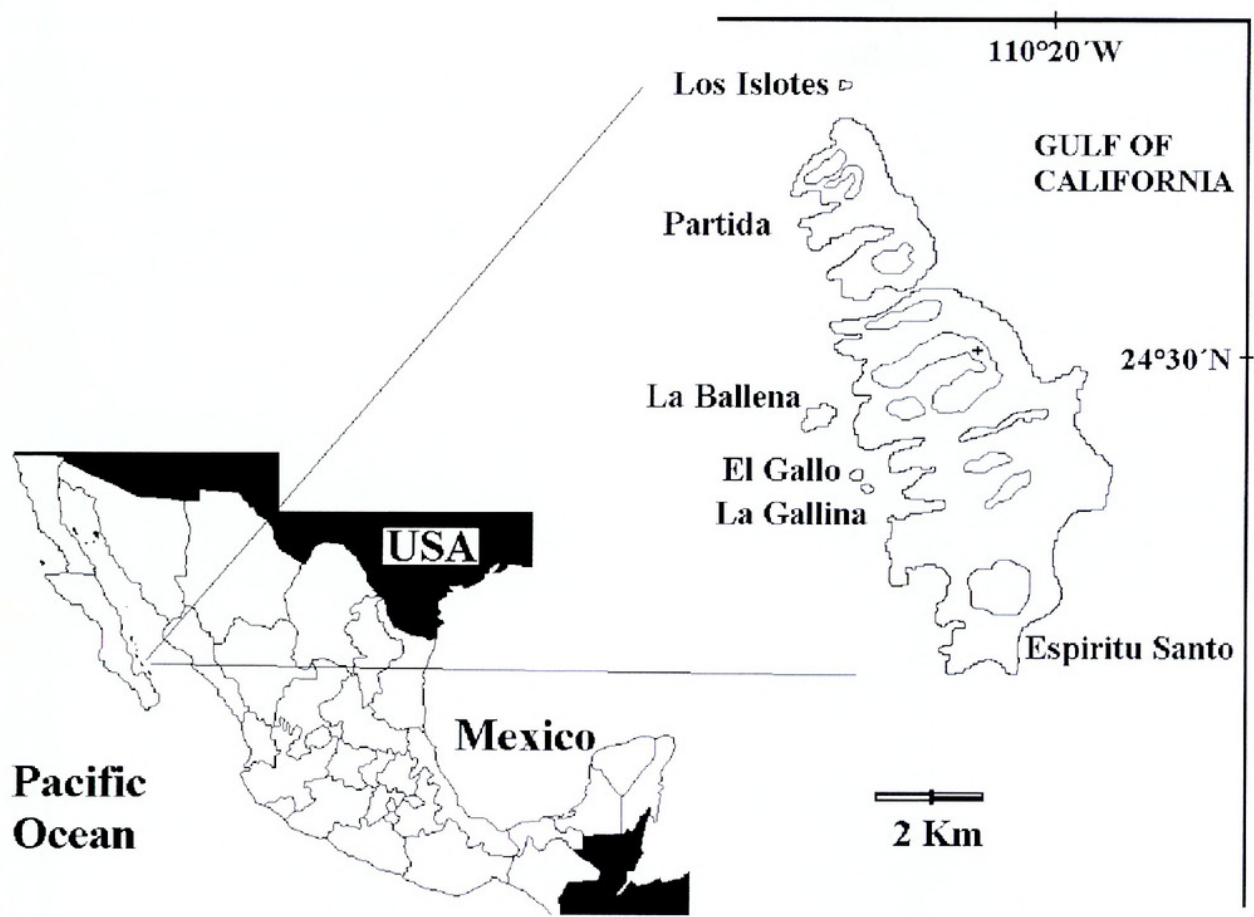 110°20´W
Los Islotes
GULF OF
CALIFORNIA
Partida
24°30´N
La Ballena
El Gallo
La Gallina
USA
Espiritu Santo
Mexico
Pacific
Ocean
2 Km